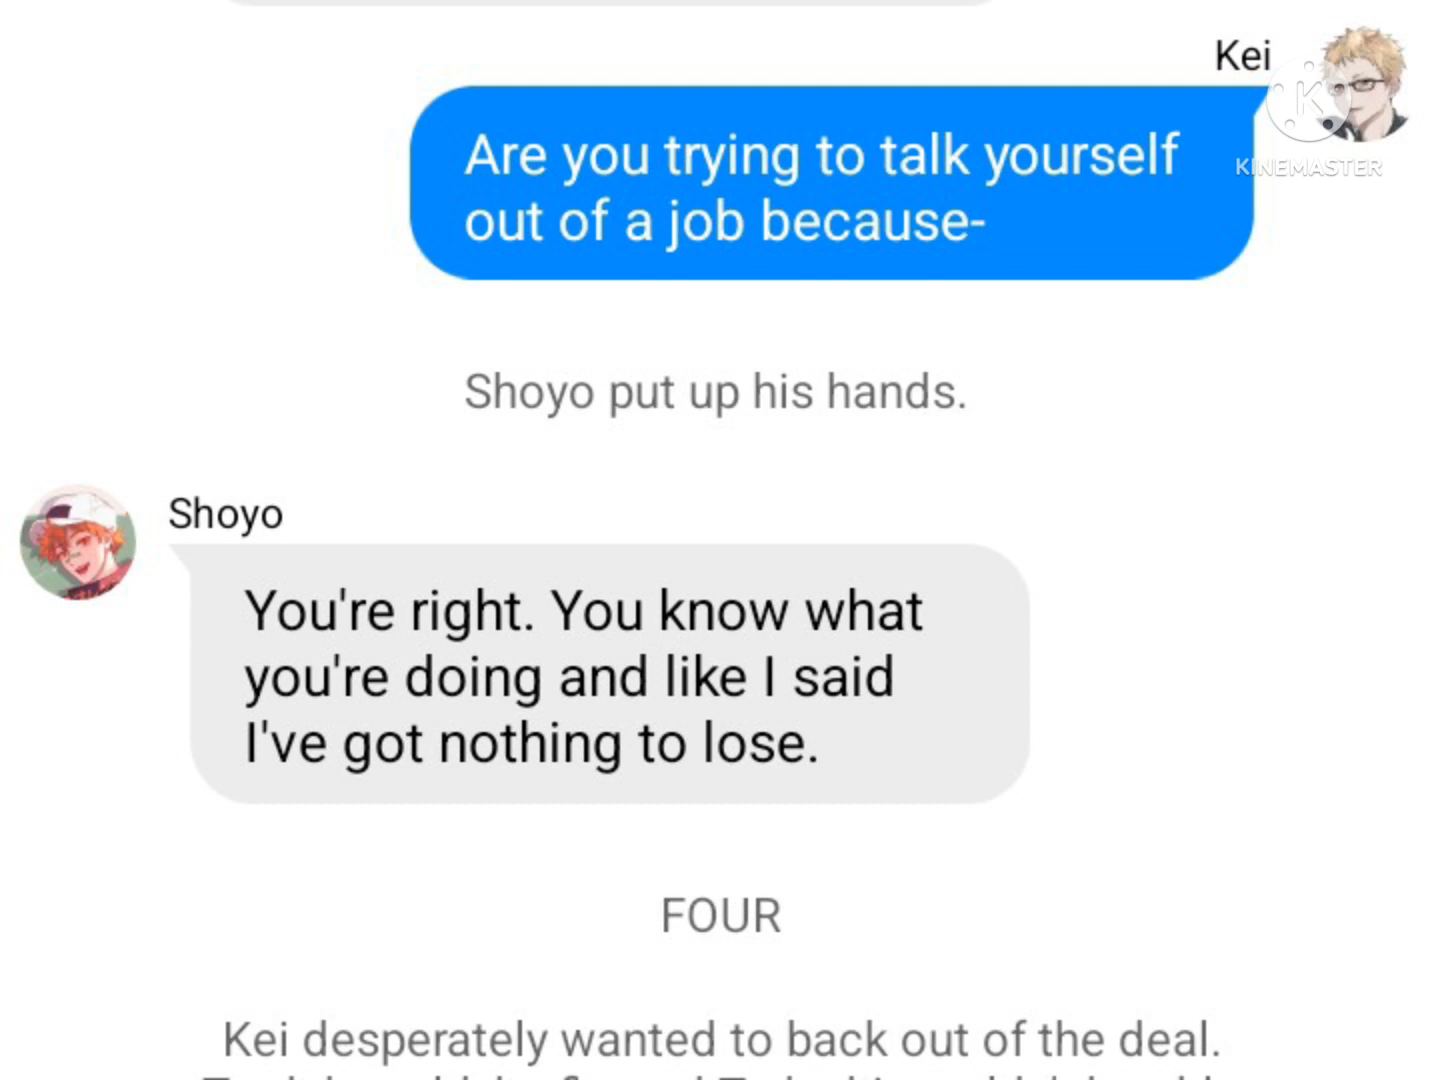 Kei
KINEMASTER
Are you trying to talk yourself
out of a job because-
Shoyo put up his hands.
Shoyo
You're right. You know what
you're doing and like I said
I've got nothing to lose.
FOUR
Kei desperately wanted to back out of the deal.